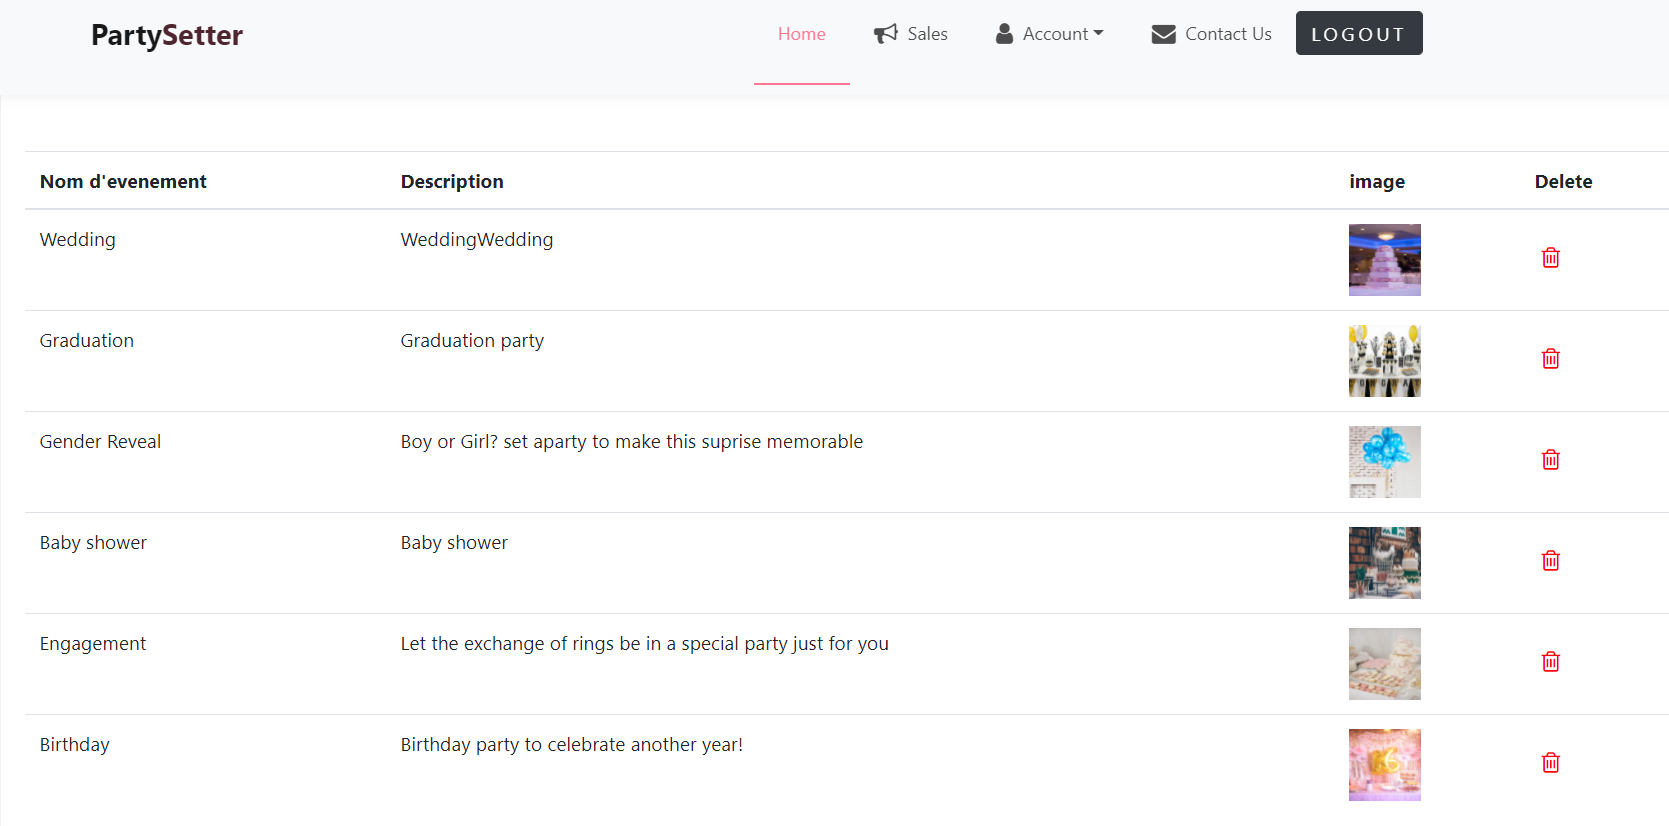 PartySetter
Home
Sales
Account
Contact Us
LOGOUT
Nom d'evenement Description image Delete
Wedding WeddingWedding
Graduation Graduation party
Gender Reveal Boy or Girl? set aparty to make this suprise memorable
Baby shower Baby shower
Engagement Let the exchange of rings be in a special party just for you
Birthday Birthday party to celebrate another year!